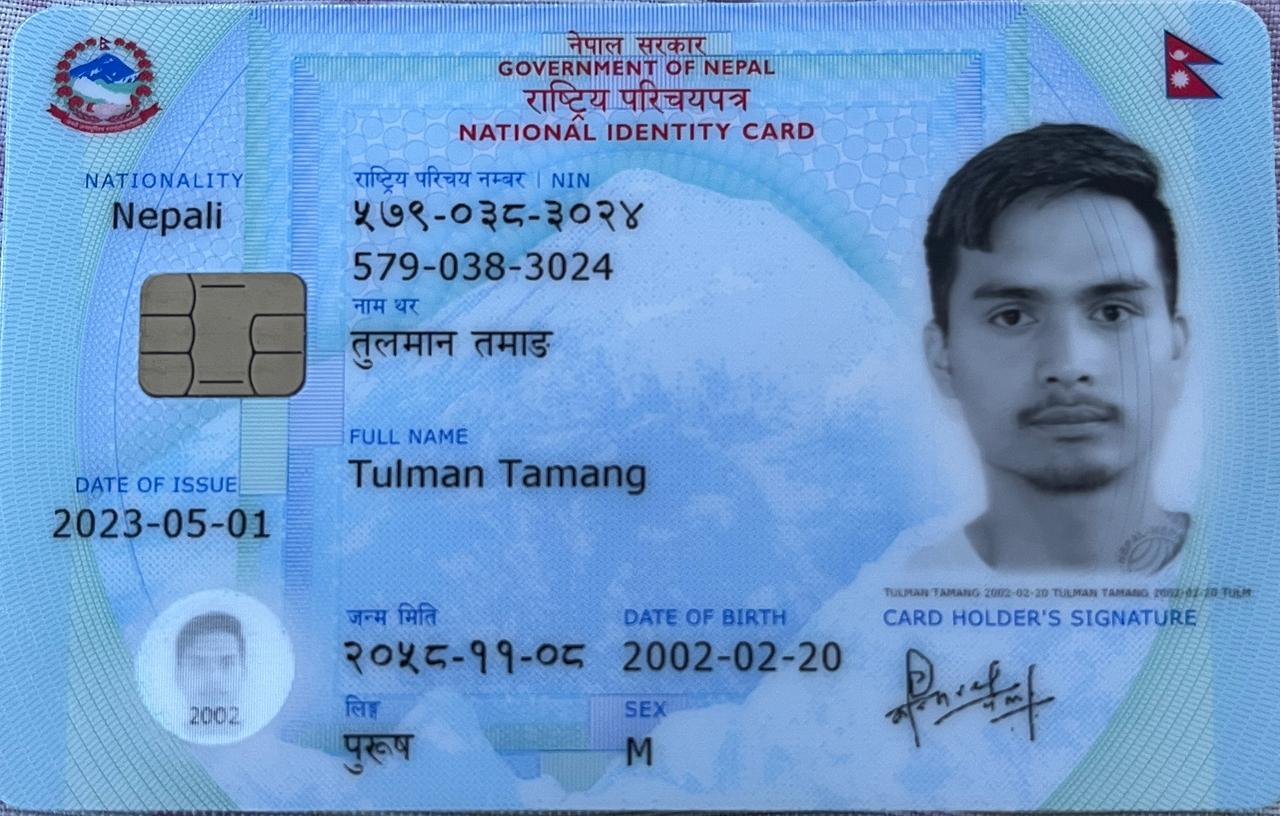 नेपाल सरकार
GOVERNMENT OF NEPAL
राष्ट्रिय परिचयपत्र
NATIONAL IDENTITY CARD
NATIONALITY
Nepali
राष्ट्रिय परिचय नम्बर | NIN
५७९-०३८-३०२४
579-038-3024
नाम थर
तुलमान तमाङ
FULL NAME
Tulman Tamang
DATE OF ISSUE
2023-05-01
जन्म मिति
२०५८-११-०८
DATE OF BIRTH
2002-02-20
लिङ्ग
पुरूष
SEX
M
2002
TULMAN TAMANG 2002-02-20 TULMAN TAMANG 2002-02-20 TULM
CARD HOLDER'S SIGNATURE